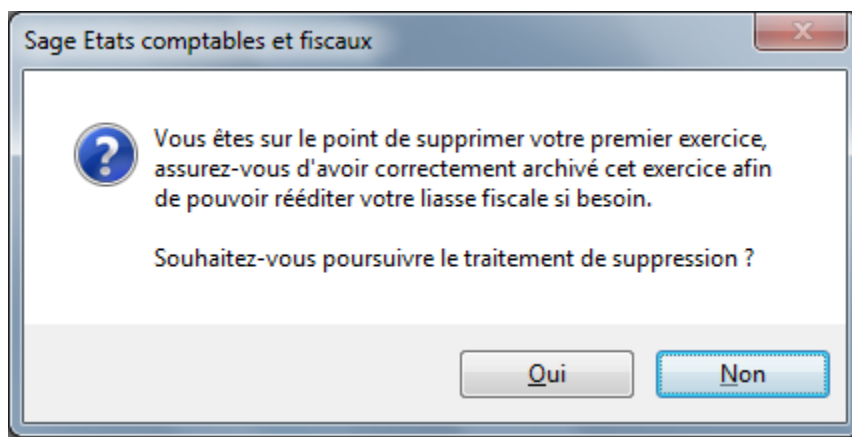 Sage Etats comptables et fiscaux
Vous êtes sur le point de supprimer votre premier exercice,
assurez-vous d'avoir correctement archivé cet exercice afin
de pouvoir rééditer votre liasse fiscale si besoin.
Souhaitez-vous poursuivre le traitement de suppression ?
Oui
Non